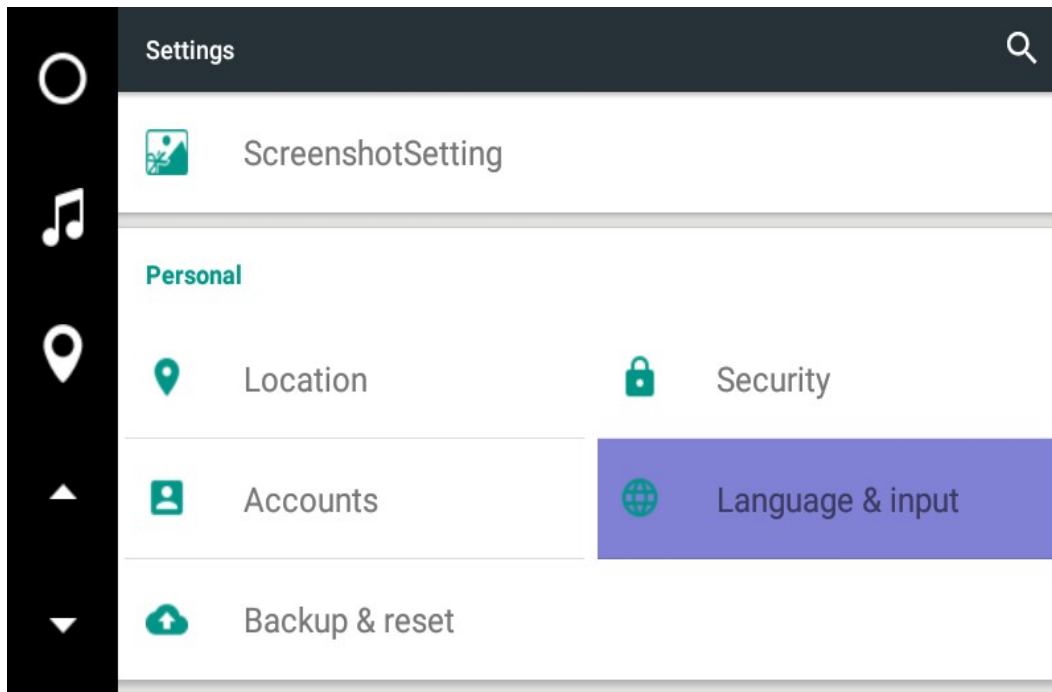 Settings
ScreenshotSetting
Personal
Location
Security
Accounts
Language & input
Backup & reset